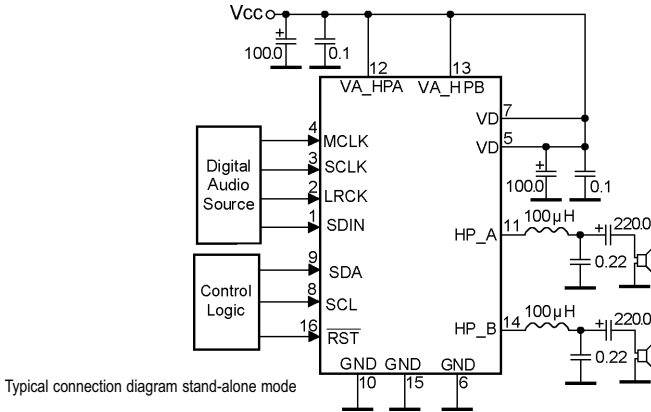 Vcc
+
100.0
0.1
12
13
VA_HPA
VA_HPB
7
VD
4
MCLK
5
VD
Digital
Audio
Source
3
SCLK
+
100.0
0.1
2
LRCK
1
SDIN
HP_A
11
100µH
+
220.0
0.22
9
SDA
Control
Logic
8
SCL
16
RST
HP_B
14
100µH
+
220.0
0.22
GND
GND
GND
10
15
6
Typical connection diagram stand-alone mode